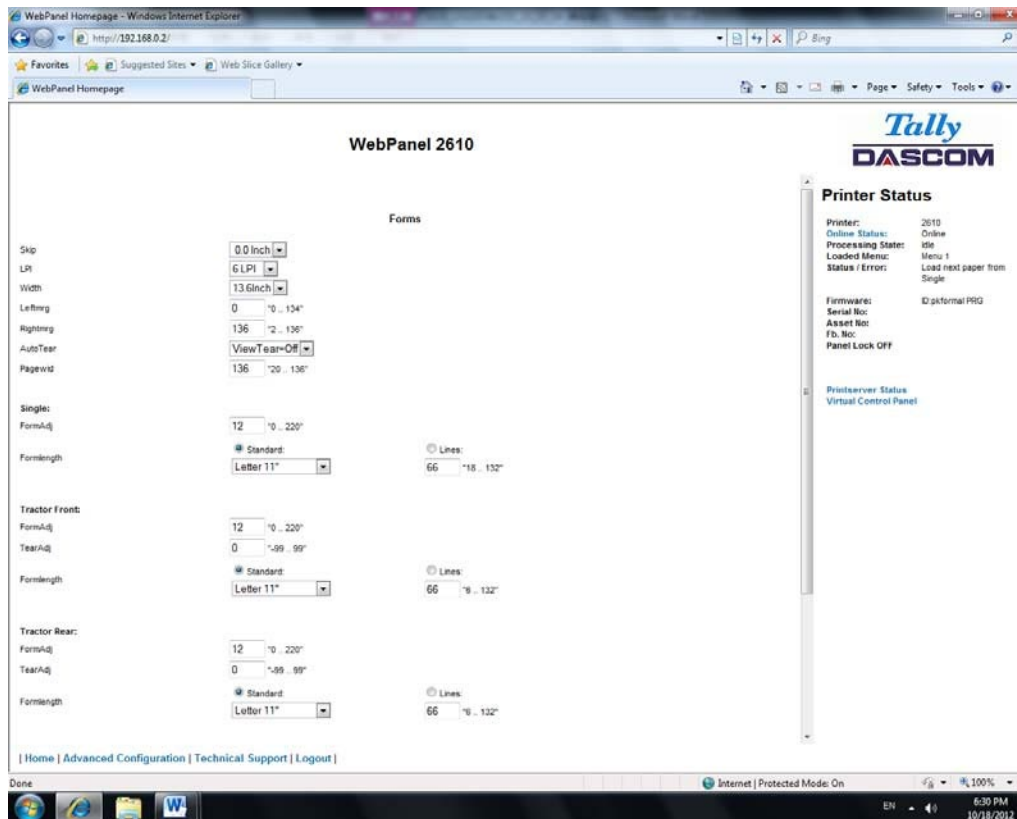 WebPanel Homepage - Windows Internet Explorer
http://192.168.0.2/
Bing
Favorites Suggested Sites Web Slice Gallery
WebPanel Homepage
Page Safety Tools
WebPanel 2610
Tally
DASCOM
Forms
Skip 0.0 Inch
LPI 6 LPI
Width 13.6Inch
Leftmrg 0 "0 .. 134"
Rightmrg 136 "2 .. 136"
AutoTear ViewTear=Off
Pagewid 136 "20 .. 136"
Single:
FormAdj 12 "0 .. 220"
Standard: Lines:
Formlength
Letter 11" 66 "18 .. 132"
Tractor Front:
FormAdj 12 "0 .. 220"
TearAdj 0 "-99 .. 99"
Standard: Lines:
Formlength
Letter 11" 66 "6 .. 132"
Tractor Rear:
FormAdj 12 "0 .. 220"
TearAdj 0 "-99 .. 99"
Standard: Lines:
Formlength
Letter 11" 66 "6 .. 132"
Printer Status
Printer: 2610
Online Status: Online
Processing State: Idle
Loaded Menu: Menu 1
Status / Error: Load next paper from
Single
Firmware: D:pkformal PRG
Serial No:
Asset No:
Fb. No:
Panel Lock OFF
Printserver Status
Virtual Control Panel
| Home | Advanced Configuration | Technical Support | Logout |
Done Internet | Protected Mode: On 100%
W
EN 6:30 PM
10/18/2012